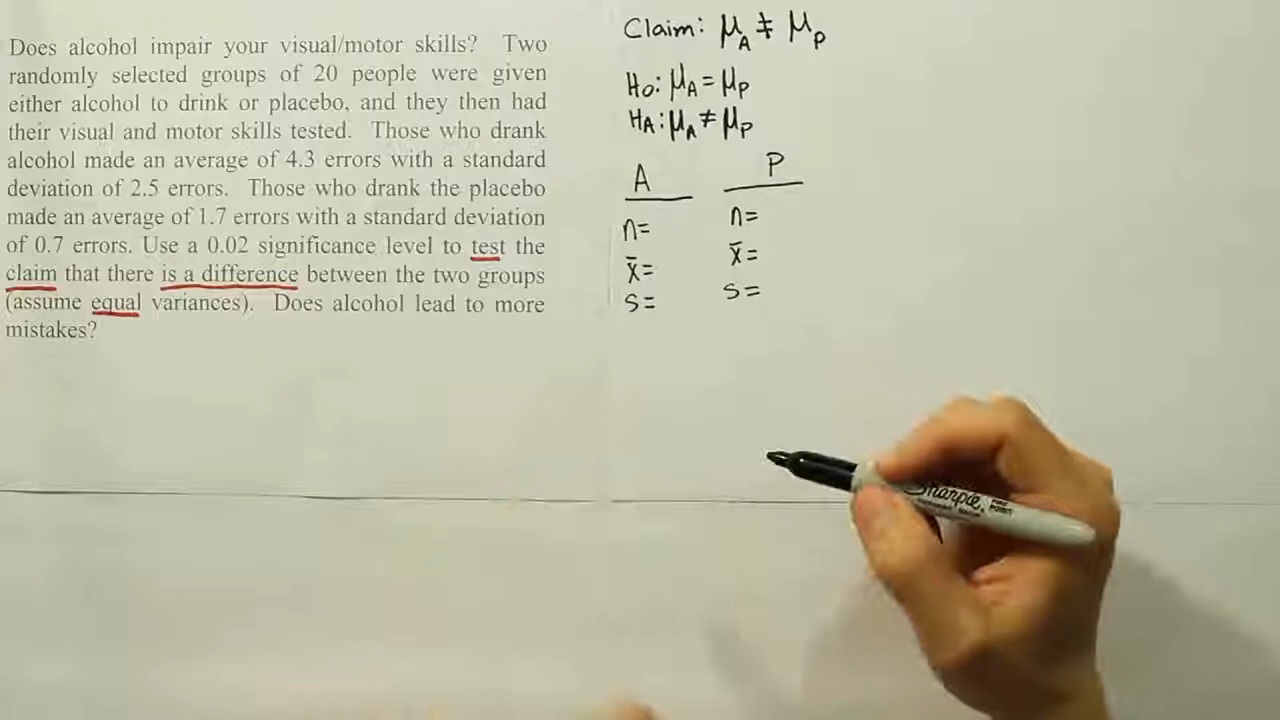 Does alcohol impair your visual/motor skills? Two
randomly selected groups of 20 people were given
either alcohol to drink or placebo, and they then had
their visual and motor skills tested. Those who drank
alcohol made an average of 4.3 errors with a standard
deviation of 2.5 errors. Those who drank the placebo
made an average of 1.7 errors with a standard deviation
of 0.7 errors. Use a 0.02 significance level to test the
claim that there is a difference between the two groups
(assume equal variances). Does alcohol lead to more
mistakes?
Claim: μA ≠ μP
Ho: μA = μP
HA: μA ≠ μP
A P
n= n=
x̄= x̄=
s= s=
Sharpie